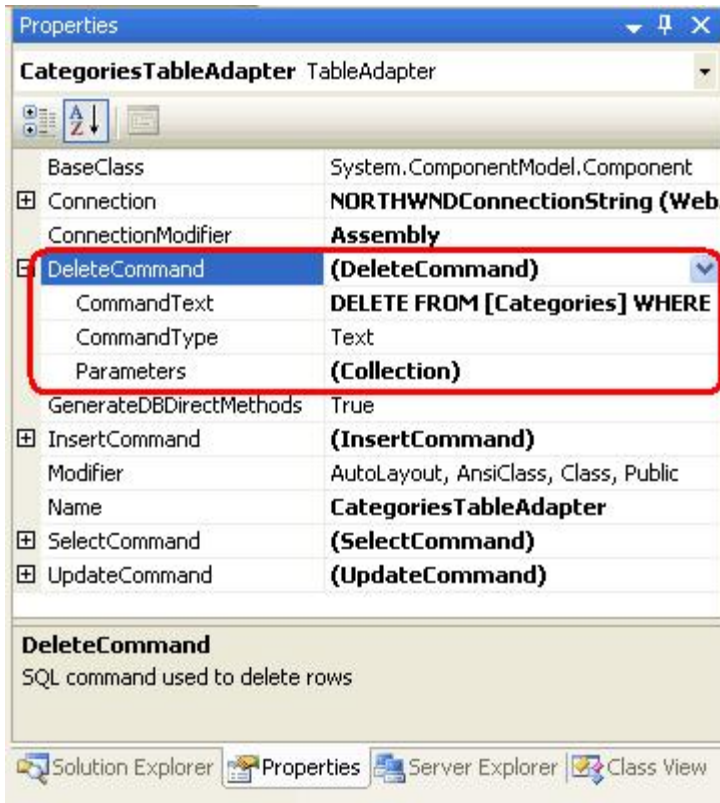 Properties
CategoriesTableAdapter TableAdapter
BaseClass System.ComponentModel.Component
Connection NORTHWNDConnectionString (Web.
ConnectionModifier Assembly
DeleteCommand (DeleteCommand)
CommandText DELETE FROM [Categories] WHERE
CommandType Text
Parameters (Collection)
GenerateDBDirectMethods True
InsertCommand (InsertCommand)
Modifier AutoLayout, AnsiClass, Class, Public
Name CategoriesTableAdapter
SelectCommand (SelectCommand)
UpdateCommand (UpdateCommand)
DeleteCommand
SQL command used to delete rows
Solution Explorer Properties Server Explorer Class View